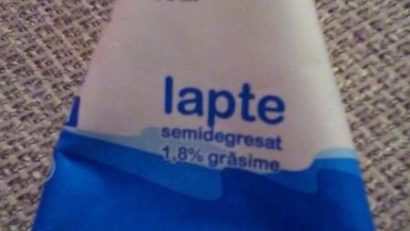 lapte
semidegresat
1,8% grăsime